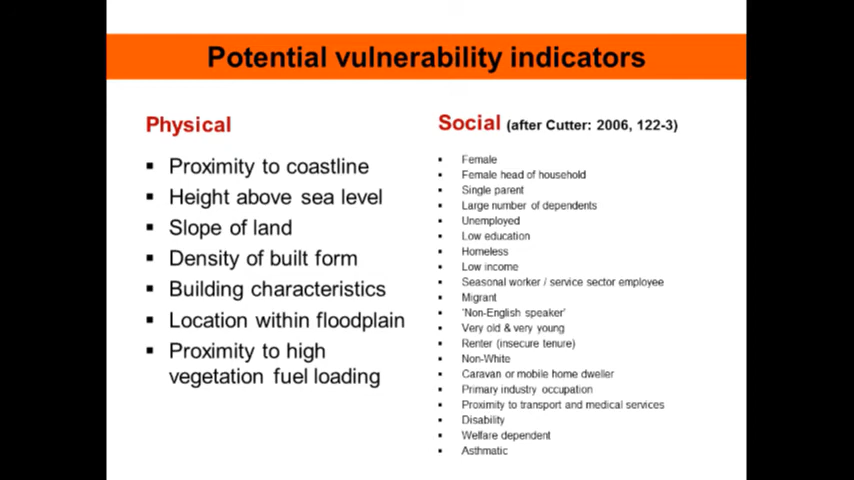 Potential vulnerability indicators
Physical
▪ Proximity to coastline
▪ Height above sea level
▪ Slope of land
▪ Density of built form
▪ Building characteristics
▪ Location within floodplain
▪ Proximity to high
vegetation fuel loading
Social (after Cutter: 2006, 122-3)
▪ Female
▪ Female head of household
▪ Single parent
▪ Large number of dependents
▪ Unemployed
▪ Low education
▪ Homeless
▪ Low income
▪ Seasonal worker / service sector employee
▪ Migrant
▪ 'Non-English speaker'
▪ Very old & very young
▪ Renter (insecure tenure)
▪ Non-White
▪ Caravan or mobile home dweller
▪ Primary industry occupation
▪ Proximity to transport and medical services
▪ Disability
▪ Welfare dependent
▪ Asthmatic